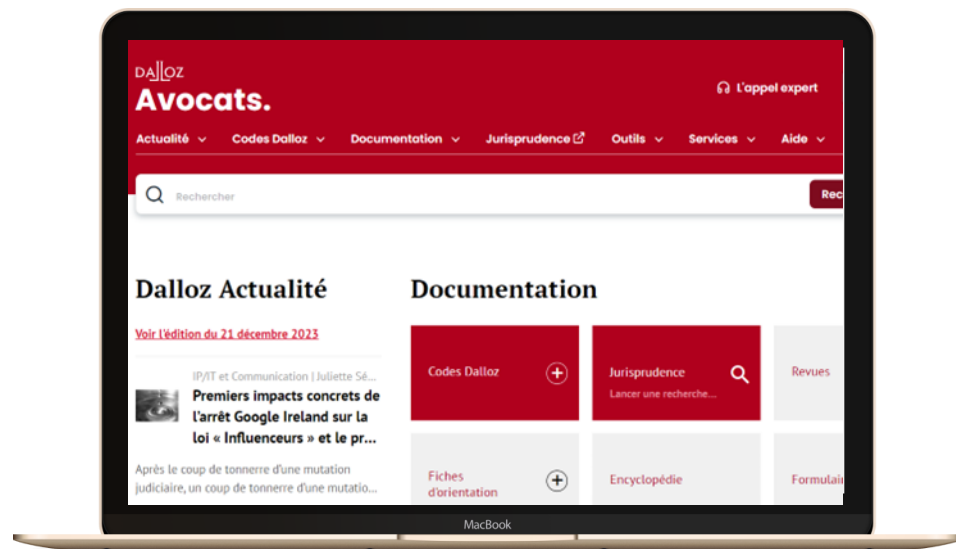 DALLOZ
Avocats.
L'appel expert
Actualité
Codes Dalloz
Documentation
Jurisprudence
Outils
Services
Aide
Rechercher
Rec
Dalloz Actualité
Documentation
Voir l'édition du 21 décembre 2023
IP/IT et Communication | Juliette Sé...
Premiers impacts concrets de
l'arrêt Google Ireland sur la
loi « Influenceurs » et le pr...
Après le coup de tonnerre d'une mutation
judiciaire, un coup de tonnerre d'une mutatio...
Codes Dalloz
Jurisprudence
Lancer une recherche...
Revues
Fiches
d'orientation
Encyclopédie
Formulai
MacBook